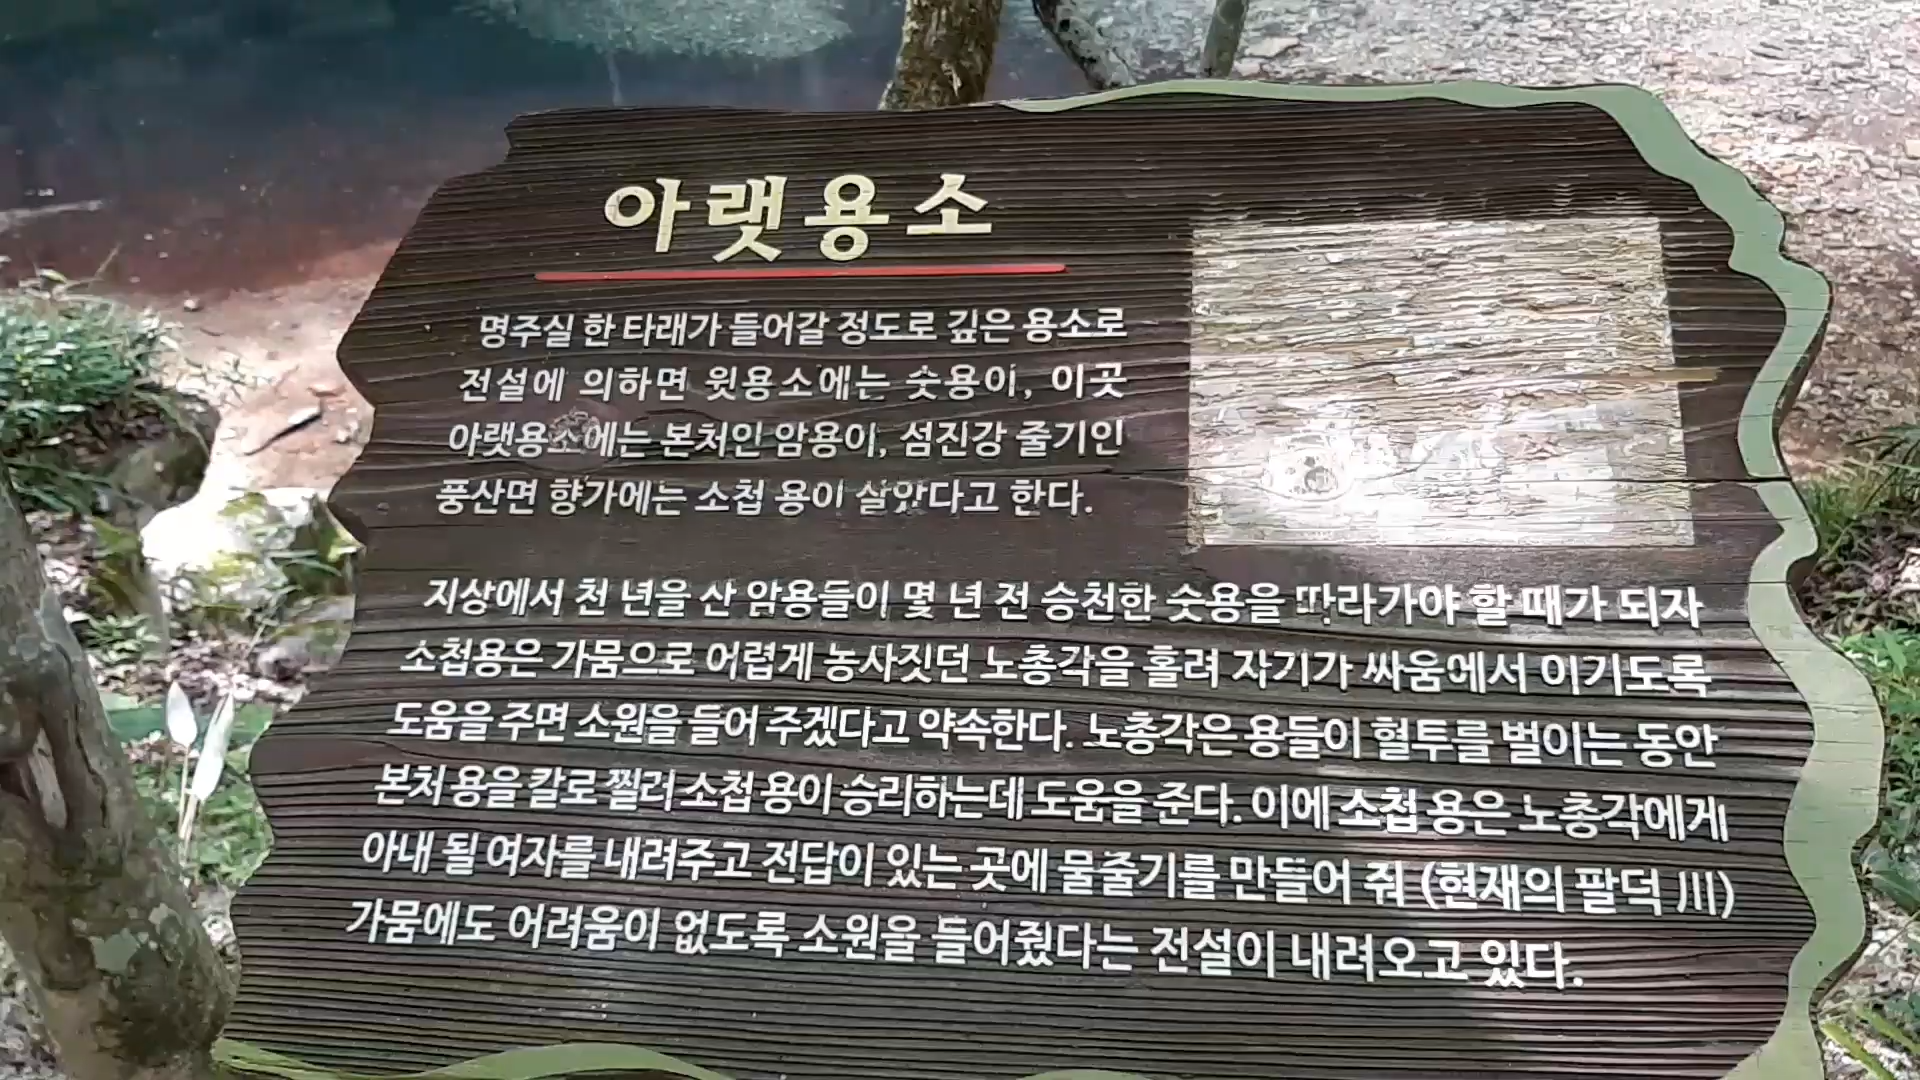 아랫용소
명주실 한 타래가 들어갈 정도로 깊은 용소로
전설에 의하면 윗용소에는 숫용이, 이곳
아랫용소에는 본처인 암용이, 섬진강 줄기인
풍산면 향가에는 소첩 용이 살았다고 한다.
지상에서 천 년을 산 암용들이 몇 년 전 승천한 숫용을 따라가야 할 때가 되자
소첩용은 가뭄으로 어렵게 농사짓던 노총각을 홀려 자기가 싸움에서 이기도록
도움을 주면 소원을 들어 주겠다고 약속한다. 노총각은 용들이 혈투를 벌이는 동안
본처 용을 칼로 찔러 소첩 용이 승리하는데 도움을 준다. 이에 소첩 용은 노총각에게
아내 될 여자를 내려주고 전답이 있는 곳에 물줄기를 만들어 줘 (현재의 팔덕 川)
가뭄에도 어려움이 없도록 소원을 들어줬다는 전설이 내려오고 있다.